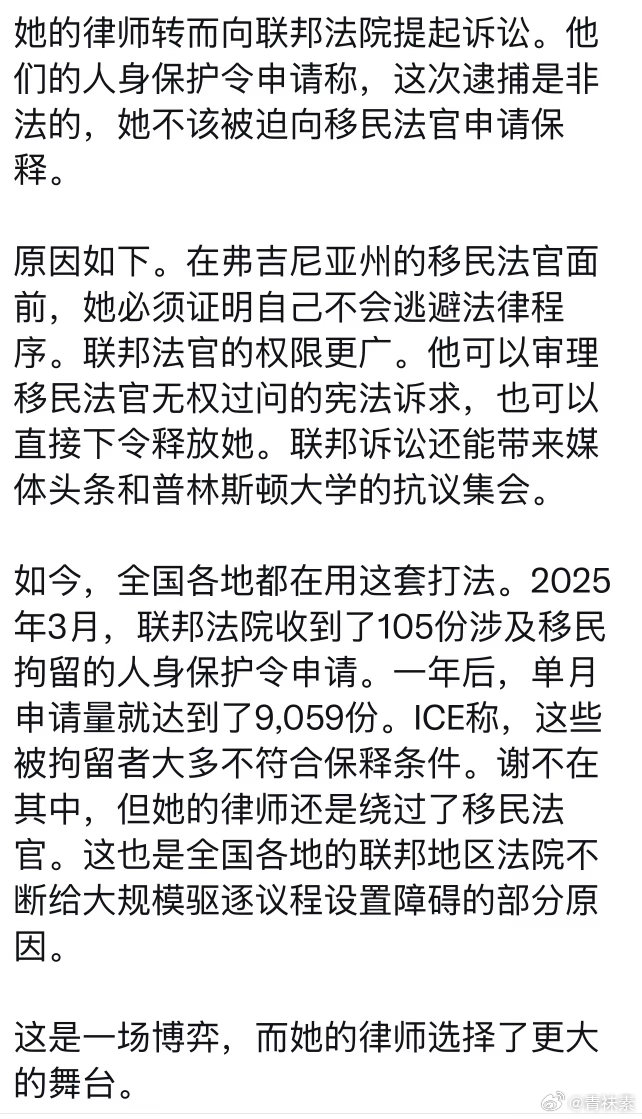 她的律师转而向联邦法院提起诉讼。他
们的人身保护令申请称，这次逮捕是非
法的，她不该被迫向移民法官申请保
释。
原因如下。在弗吉尼亚州的移民法官面
前，她必须证明自己不会逃避法律程
序。联邦法官的权限更广。他可以审理
移民法官无权过问的宪法诉求，也可以
直接下令释放她。联邦诉讼还能带来媒
体头条和普林斯顿大学的抗议集会。
如今，全国各地都在用这套打法。2025
年3月，联邦法院收到了105份涉及移民
拘留的人身保护令申请。一年后，单月
申请量就达到了9,059份。ICE称，这些
被拘留者大多不符合保释条件。谢不在
其中，但她的律师还是绕过了移民法
官。这也是全国各地的联邦地区法院不
断给大规模驱逐议程设置障碍的部分原
因。
这是一场博弈，而她的律师选择了更大
的舞台。
@青袜素